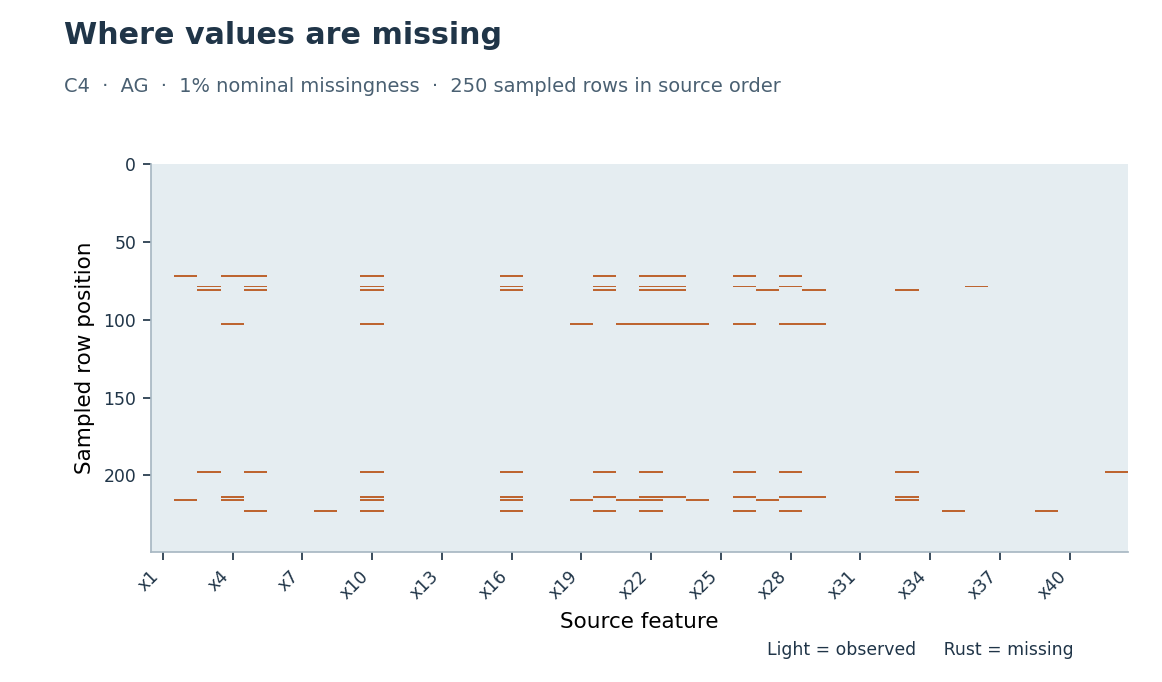 Where values are missing
C4 · AG · 1% nominal missingness · 250 sampled rows in source order
0
50
100
150
200
Sampled row position
x1 x4 x7 x10 x13 x16 x19 x22 x25 x28 x31 x34 x37 x40
Source feature
Light = observed Rust = missing